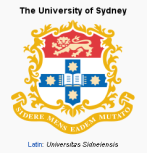 The University of Sydney
SIDERE MENS EADEM MUTATO
Latin: Universitas Sidneiensis